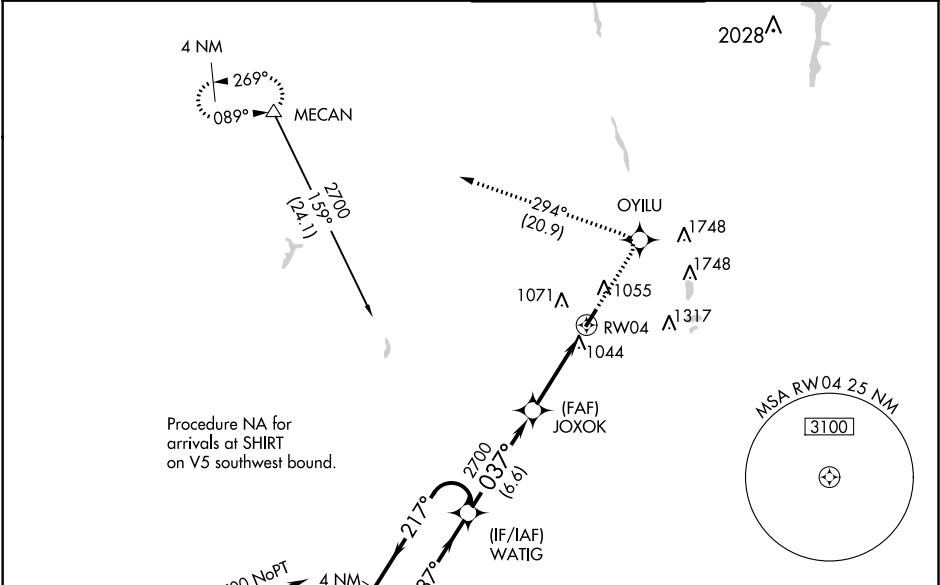 2028
4 NM
269°
089°
MECAN
2700
159°
(24.1)
OYILU
294°
(20.9)
1748
1748
1071
1055
RW04
1317
1044
MSA RW04 25 NM
3100
(FAF)
JOXOK
Procedure NA for
arrivals at SHIRT
on V5 southwest bound.
2700
037°
(6.6)
217°
(IF/IAF)
WATIG
NoPT
4 NM